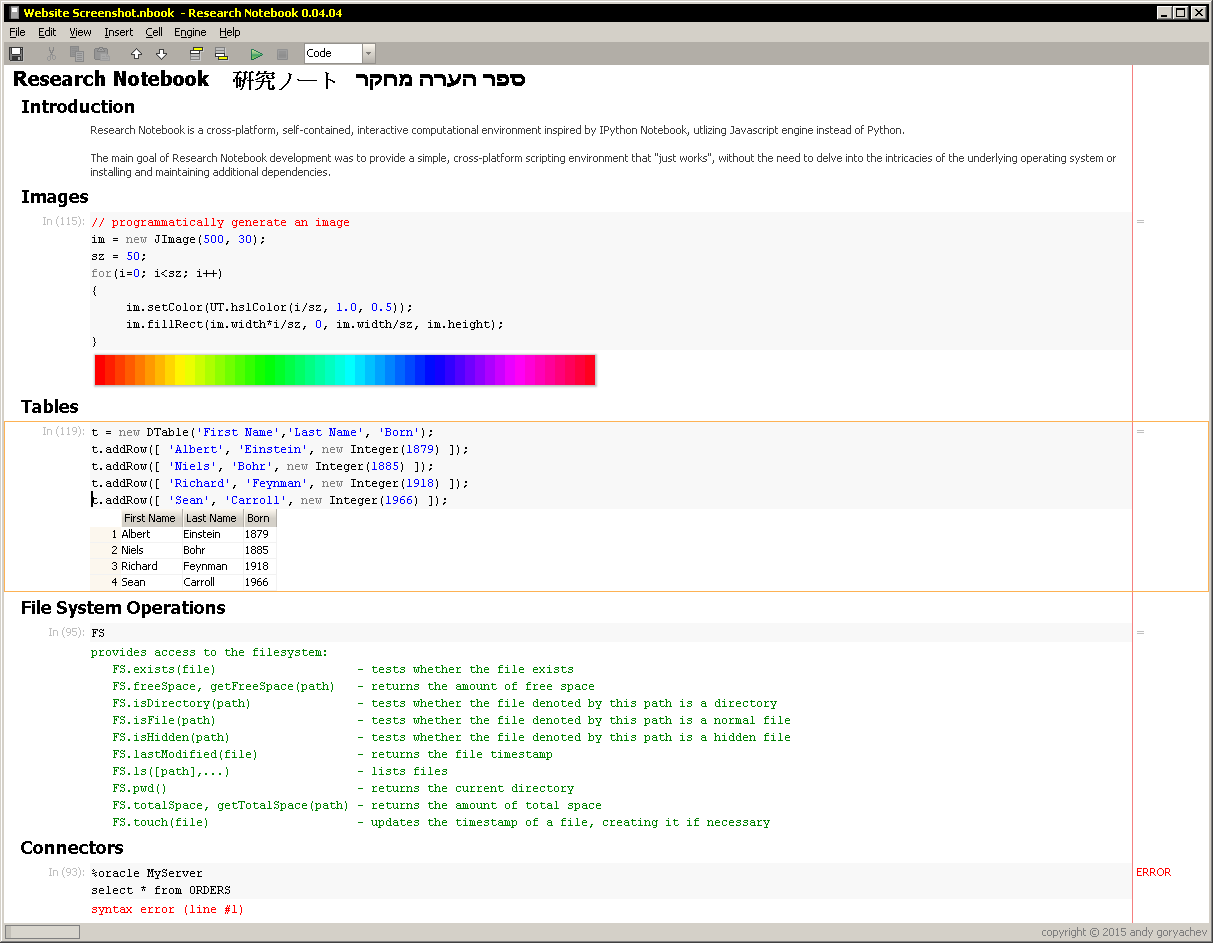 Website Screenshot.nbook - Research Notebook 0.04.04
File Edit View Insert Cell Engine Help
Code
Research Notebook 研究ノート ספר הערה מחקר
Introduction
Research Notebook is a cross-platform, self-contained, interactive computational environment inspired by IPython Notebook, utlizing Javascript engine instead of Python.
The main goal of Research Notebook development was to provide a simple, cross-platform scripting environment that "just works", without the need to delve into the intricacies of the underlying operating system or
installing and maintaining additional dependencies.
Images
In (115): // programmatically generate an image =
im = new JImage(500, 30);
sz = 50;
for(i=0; i<sz; i++)
{
im.setColor(UT.hslColor(i/sz, 1.0, 0.5));
im.fillRect(im.width*i/sz, 0, im.width/sz, im.height);
}
Tables
In (119): t = new DTable('First Name','Last Name', 'Born'); =
t.addRow([ 'Albert', 'Einstein', new Integer(1879) ]);
t.addRow([ 'Niels', 'Bohr', new Integer(1885) ]);
t.addRow([ 'Richard', 'Feynman', new Integer(1918) ]);
t.addRow([ 'Sean', 'Carroll', new Integer(1966) ]);
First Name Last Name Born
1 Albert Einstein 1879
2 Niels Bohr 1885
3 Richard Feynman 1918
4 Sean Carroll 1966
File System Operations
In (95): FS =
provides access to the filesystem:
FS.exists(file) - tests whether the file exists
FS.freeSpace, getFreeSpace(path) - returns the amount of free space
FS.isDirectory(path) - tests whether the file denoted by this path is a directory
FS.isFile(path) - tests whether the file denoted by this path is a normal file
FS.isHidden(path) - tests whether the file denoted by this path is a hidden file
FS.lastModified(file) - returns the file timestamp
FS.ls([path],...) - lists files
FS.pwd() - returns the current directory
FS.totalSpace, getTotalSpace(path) - returns the amount of total space
FS.touch(file) - updates the timestamp of a file, creating it if necessary
Connectors
In (93): %oracle MyServer ERROR
select * from ORDERS
syntax error (line #1)
copyright © 2015 andy goryachev